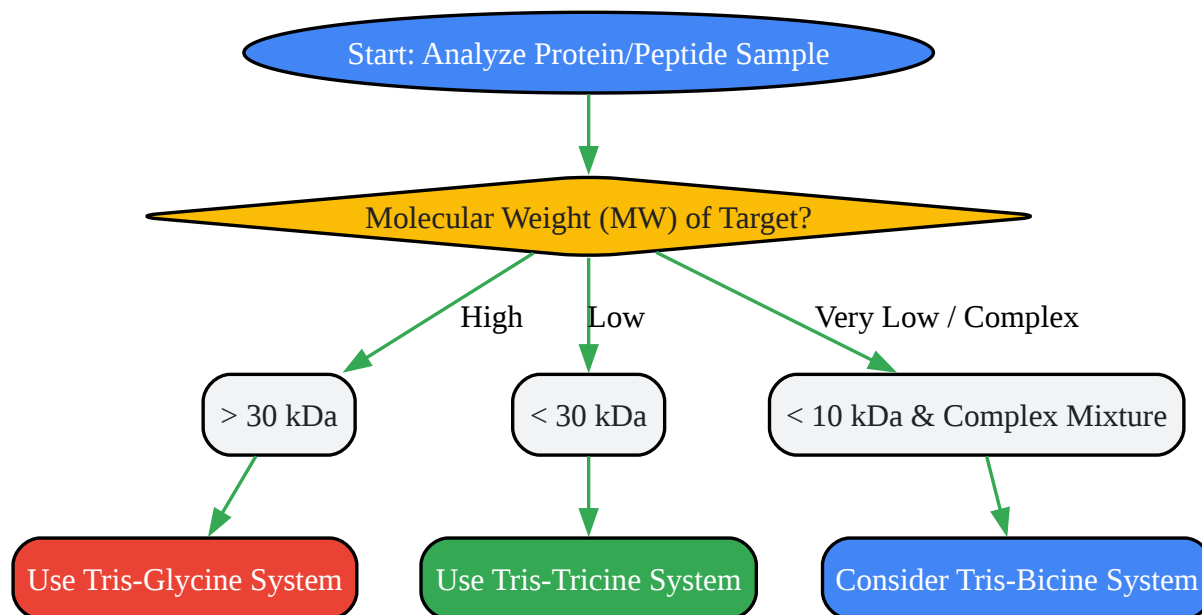 Start: Analyze Protein/Peptide Sample
Molecular Weight (MW) of Target?
High
Low
Very Low / Complex
> 30 kDa
< 30 kDa
< 10 kDa & Complex Mixture
Use Tris-Glycine System
Use Tris-Tricine System
Consider Tris-Bicine System